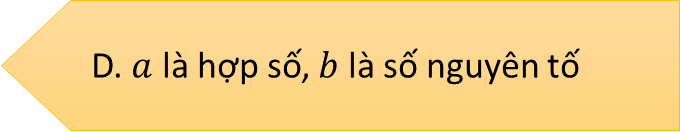 D. 𝑎 là hợp số, 𝑏 là số nguyên tố